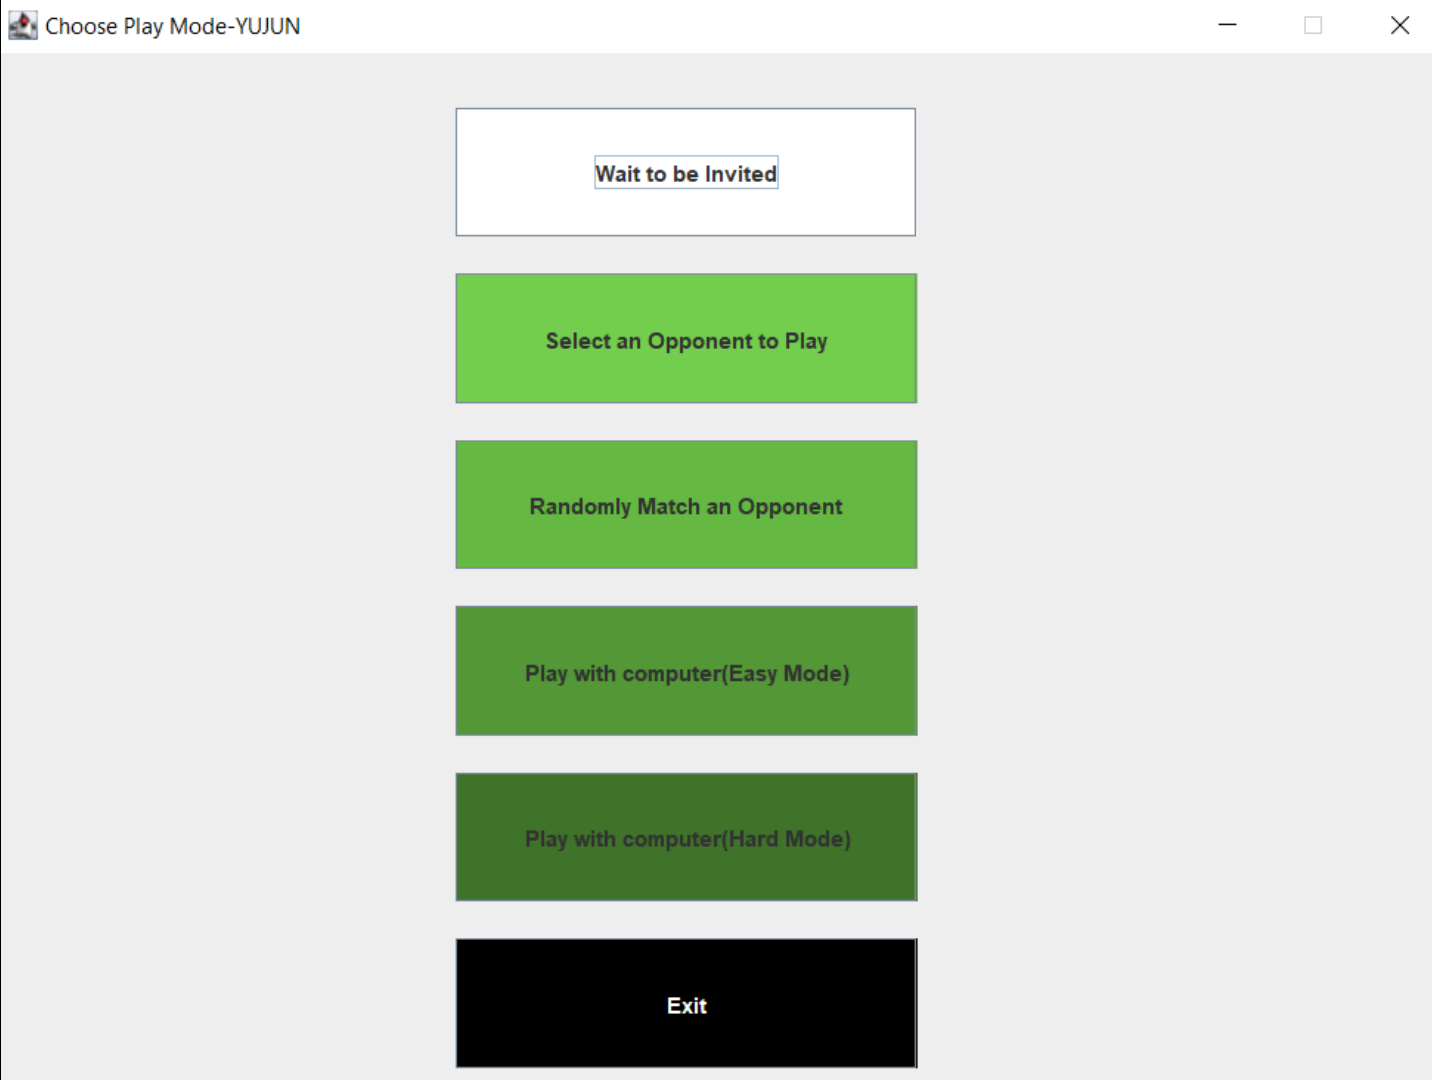 Choose Play Mode-YUJUN
Wait to be Invited
Select an Opponent to Play
Randomly Match an Opponent
Play with computer(Easy Mode)
Play with computer(Hard Mode)
Exit